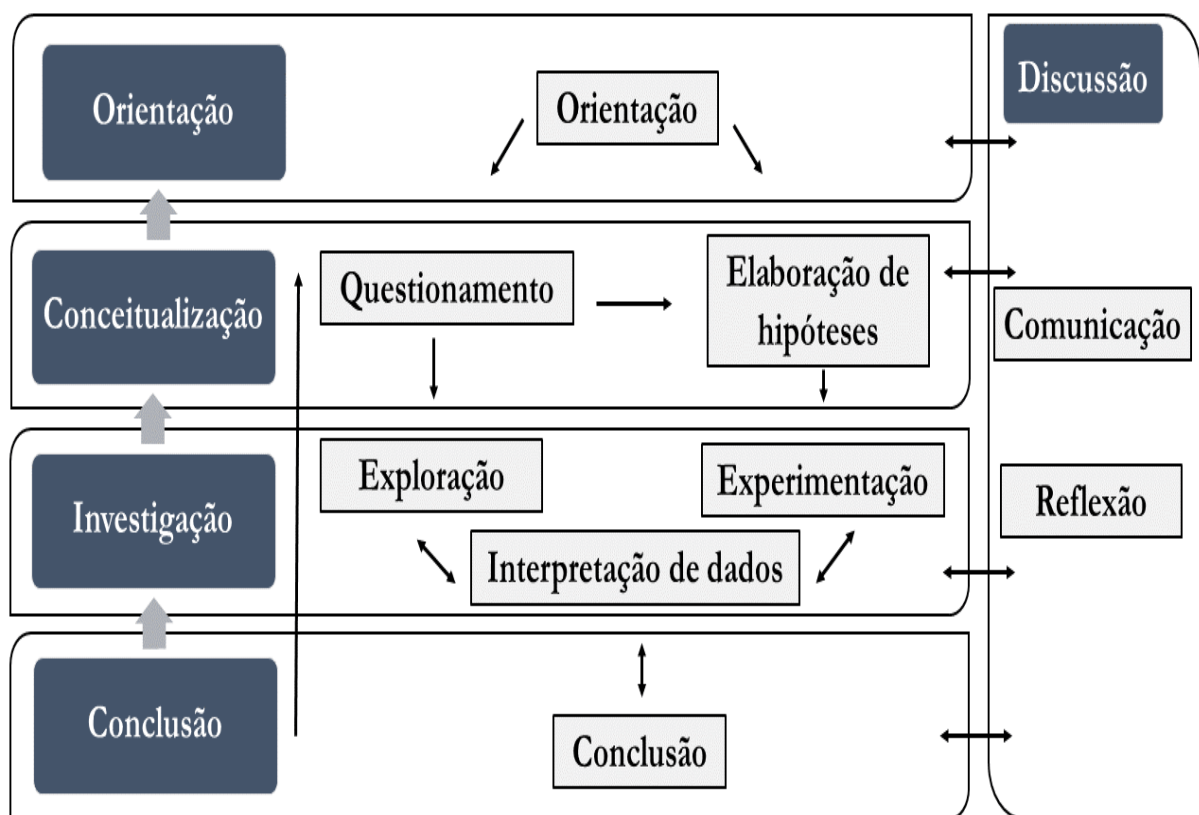 Orientação
Orientação
Discussão
Conceitualização
Questionamento
Elaboração de
hipóteses
Comunicação
Investigação
Exploração
Experimentação
Interpretação de dados
Reflexão
Conclusão
Conclusão